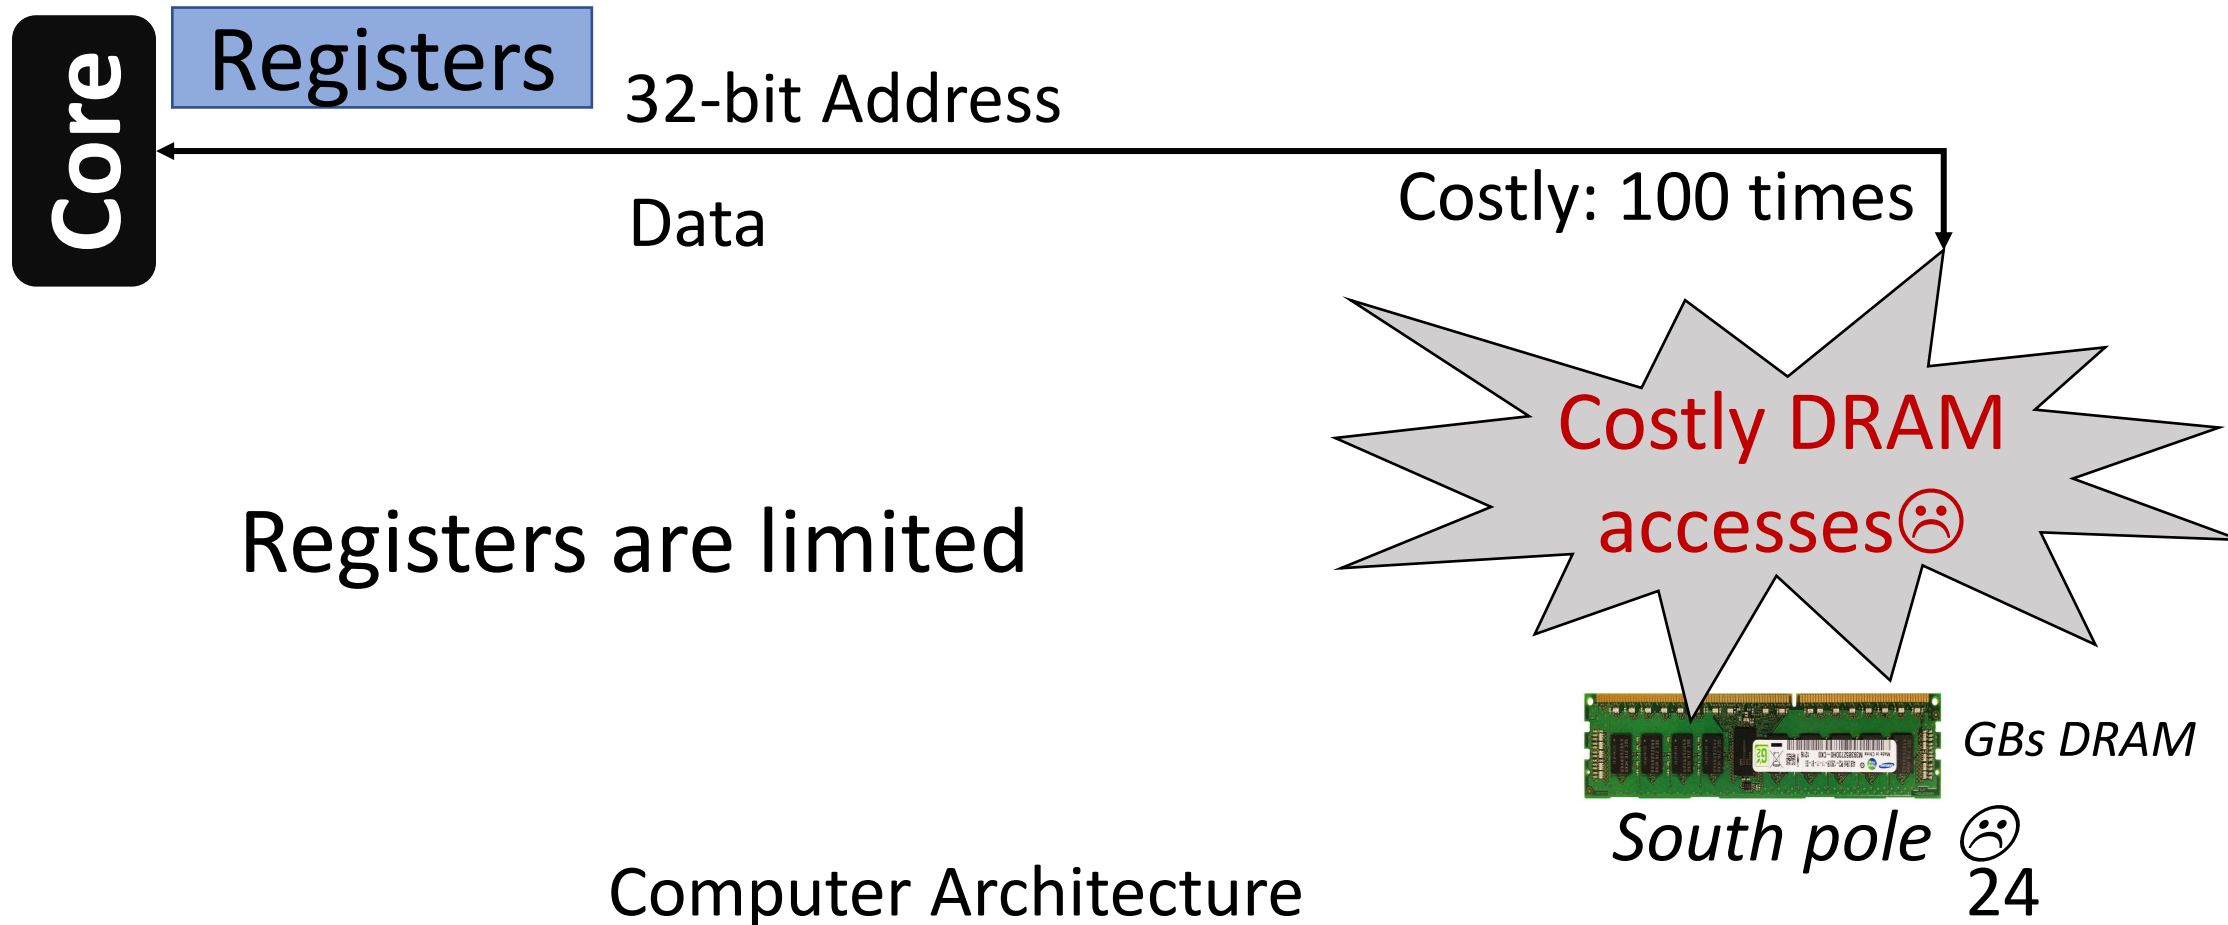 Core
Registers
32-bit Address
Data
Costly: 100 times
Costly DRAM
accesses☹
Registers are limited
GBs DRAM
South pole ☹
Computer Architecture
24